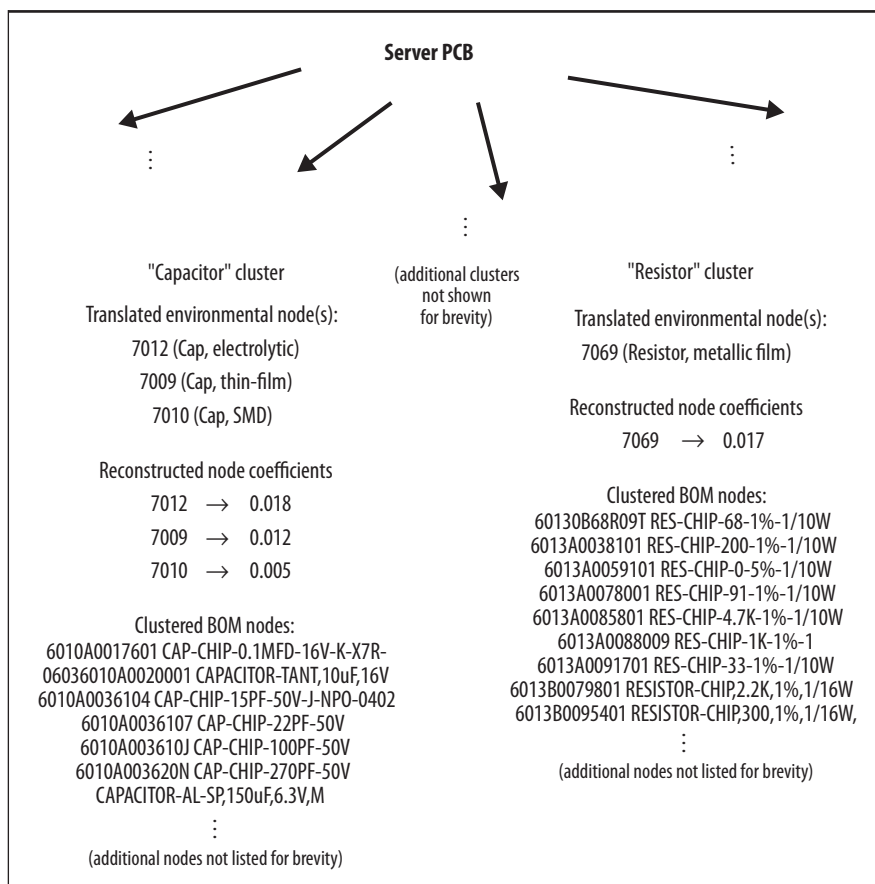 Server PCB
⋮
⋮
⋮
"Capacitor" cluster
Translated environmental node(s):
7012 (Cap, electrolytic)
7009 (Cap, thin-film)
7010 (Cap, SMD)
Reconstructed node coefficients
7012 → 0.018
7009 → 0.012
7010 → 0.005
Clustered BOM nodes:
6010A0017601 CAP-CHIP-0.1MFD-16V-K-X7R-
06036010A0020001 CAPACITOR-TANT,10uF,16V
6010A0036104 CAP-CHIP-15PF-50V-J-NPO-0402
6010A0036107 CAP-CHIP-22PF-50V
6010A003610J CAP-CHIP-100PF-50V
6010A003620N CAP-CHIP-270PF-50V
CAPACITOR-AL-SP,150uF,6.3V,M
⋮
(additional nodes not listed for brevity)
(additional clusters
not shown
for brevity)
"Resistor" cluster
Translated environmental node(s):
7069 (Resistor, metallic film)
Reconstructed node coefficients
7069 → 0.017
Clustered BOM nodes:
60130B68R09T RES-CHIP-68-1%-1/10W
6013A0038101 RES-CHIP-200-1%-1/10W
6013A0059101 RES-CHIP-0-5%-1/10W
6013A0078001 RES-CHIP-91-1%-1/10W
6013A0085801 RES-CHIP-4.7K-1%-1/10W
6013A0088009 RES-CHIP-1K-1%-1
6013A0091701 RES-CHIP-33-1%-1/10W
6013B0079801 RESISTOR-CHIP,2.2K,1%,1/16W
6013B0095401 RESISTOR-CHIP,300,1%,1/16W,
⋮
(additional nodes not listed for brevity)